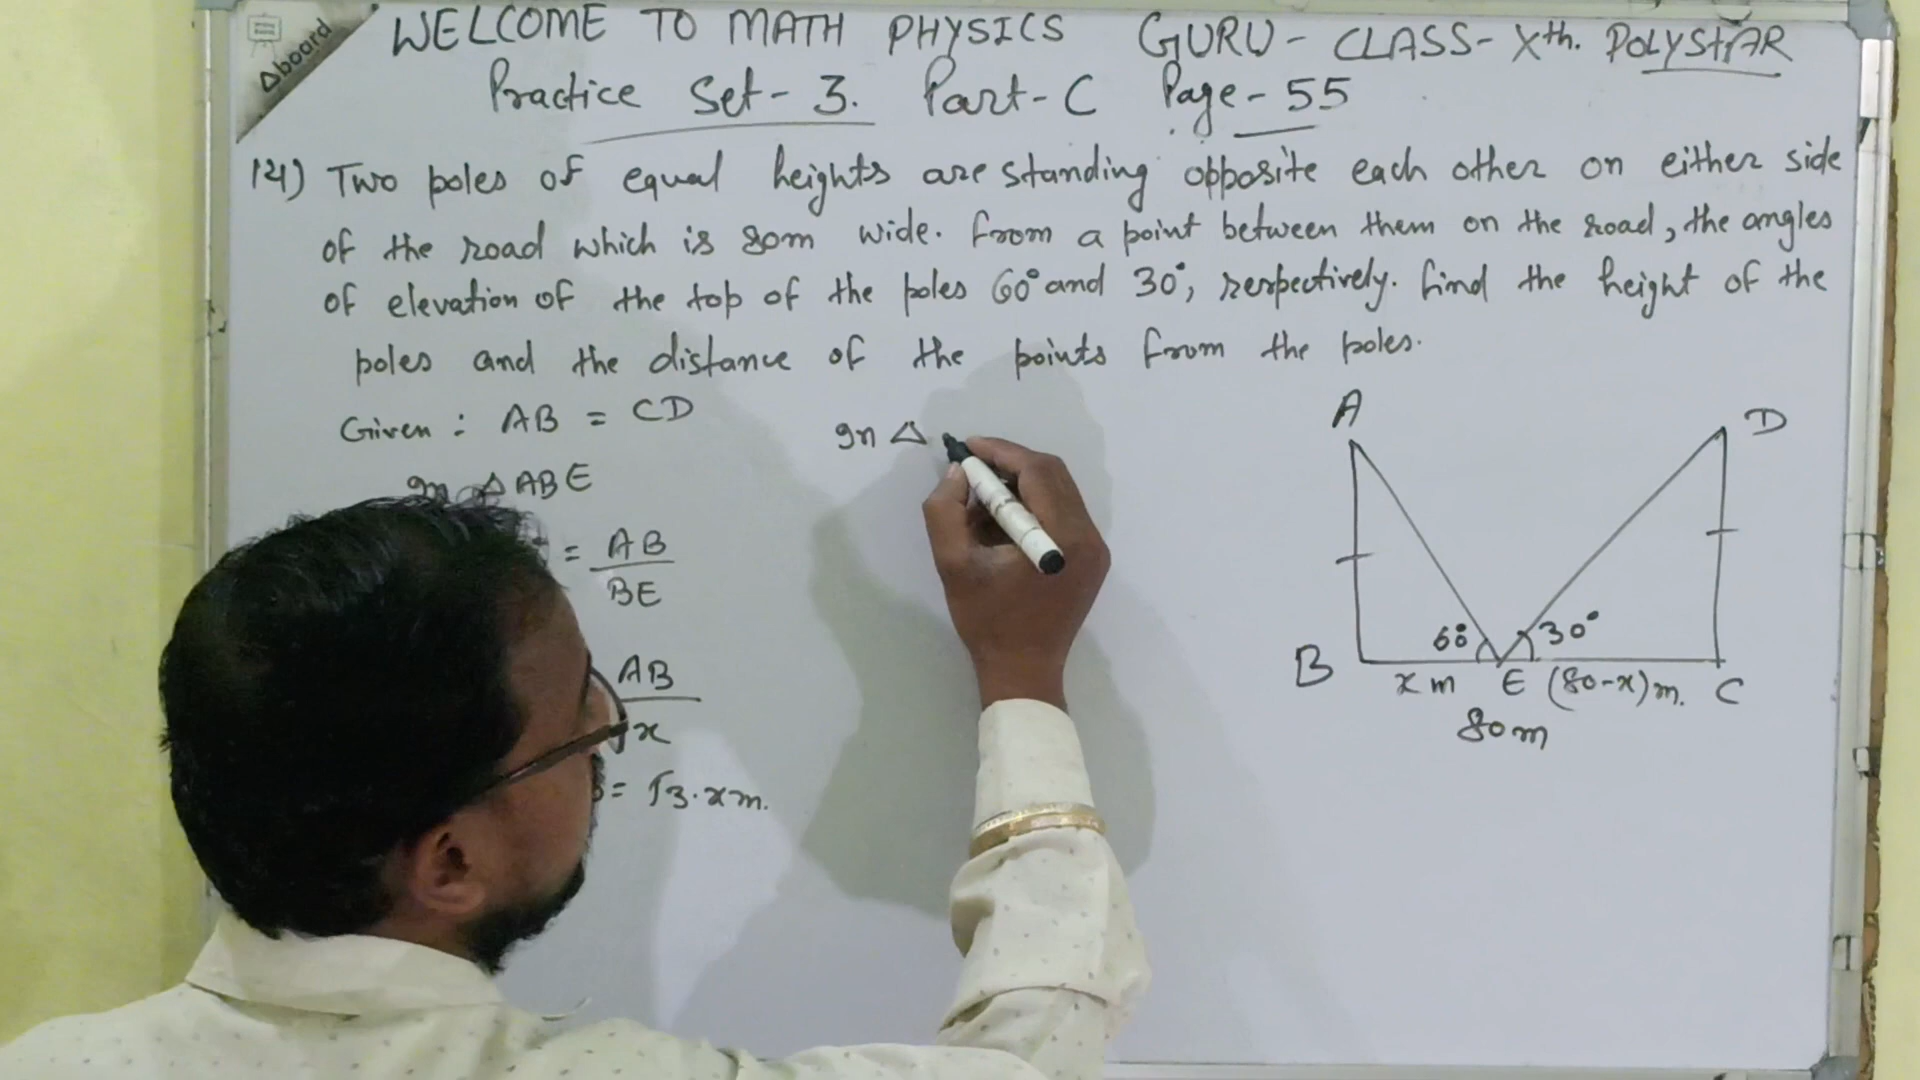 Δboard
WELCOME TO MATH PHYSICS GURU - CLASS - Xth. POLYSTAR
Practice Set - 3. Part - C Page - 55
Two poles of equal heights are standing opposite each other on either side
of the road which is 80m wide. From a point between them on the road, the angles
of elevation of the top of the poles 60° and 30°, respectively. find the height of the
poles and the distance of the points from the poles.
Given : AB = CD
In Δ ABE
= AB
BE
AB
x
= √3.xm.
In Δ
A
D
60°
30°
B
x m
E
(80-x)m.
C
80m